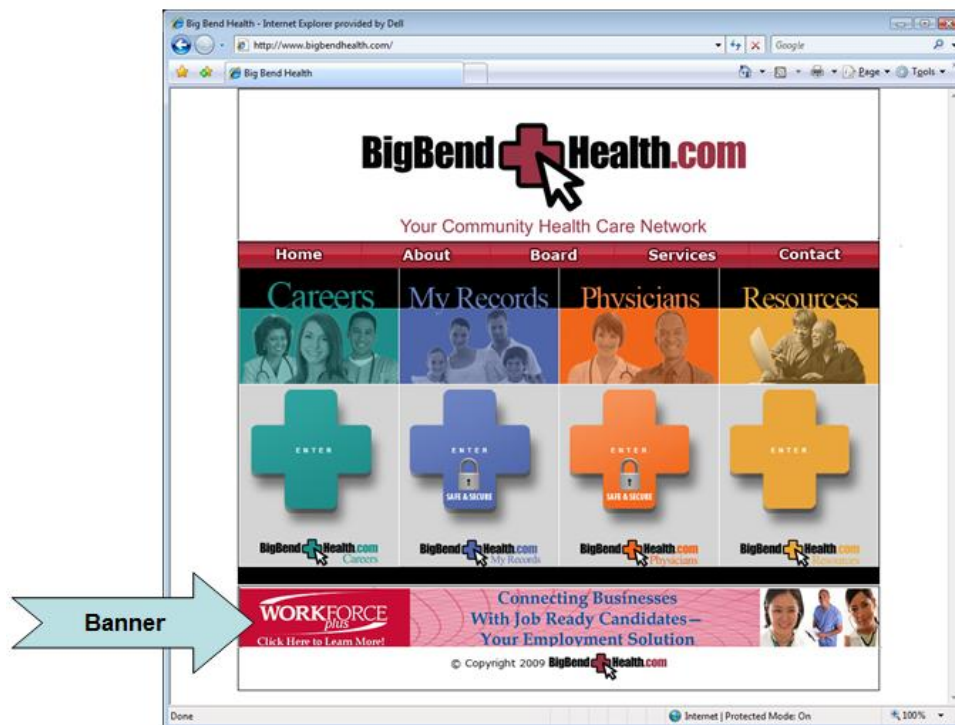 Big Bend Health - Internet Explorer provided by Dell
http://www.bigbendhealth.com/
Google
Big Bend Health
Page
Tools
BigBend Health.com
Your Community Health Care Network
Home About Board Services Contact
Careers My Records Physicians Resources
ENTER ENTER ENTER ENTER
SAFE & SECURE SAFE & SECURE
BigBend Health.com BigBend Health.com BigBend Health.com BigBend Health.com
Careers My Records Physicians Resources
Banner
WORKFORCE
plus
Click Here to Learn More!
Connecting Businesses
With Job Ready Candidates—
Your Employment Solution
© Copyright 2009 BigBend Health.com
Done Internet | Protected Mode: On 100%